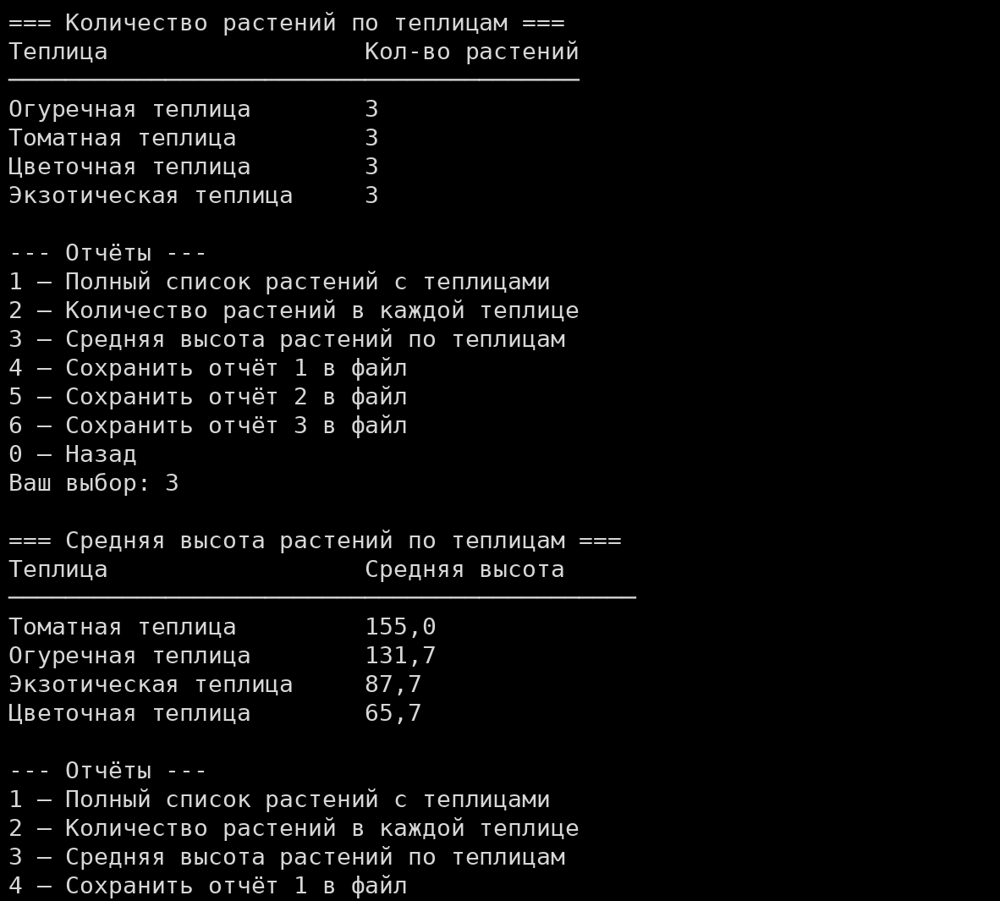 === Количество растений по теплицам ===
Теплица                  Кол-во растений
────────────────────────────────────────
Огуречная теплица        3
Томатная теплица         3
Цветочная теплица        3
Экзотическая теплица     3

--- Отчёты ---
1 — Полный список растений с теплицами
2 — Количество растений в каждой теплице
3 — Средняя высота растений по теплицам
4 — Сохранить отчёт 1 в файл
5 — Сохранить отчёт 2 в файл
6 — Сохранить отчёт 3 в файл
0 — Назад
Ваш выбор: 3

=== Средняя высота растений по теплицам ===
Теплица                  Средняя высота
────────────────────────────────────────────
Томатная теплица         155,0
Огуречная теплица        131,7
Экзотическая теплица     87,7
Цветочная теплица        65,7

--- Отчёты ---
1 — Полный список растений с теплицами
2 — Количество растений в каждой теплице
3 — Средняя высота растений по теплицам
4 — Сохранить отчёт 1 в файл